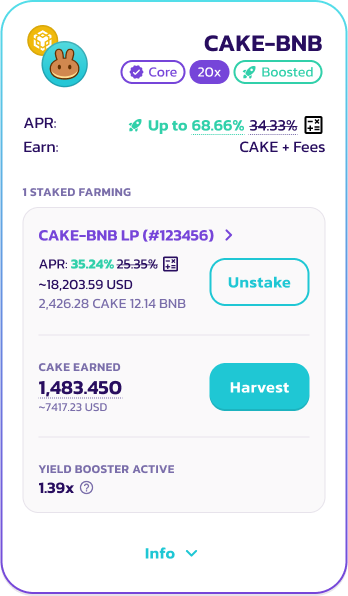 CAKE-BNB
Core 20x Boosted
APR: Up to 68.66% 34.33%
Earn: CAKE + Fees
1 STAKED FARMING
CAKE-BNB LP (#123456)
APR: 35.24% 25.35%
~18,203.59 USD
2,426.28 CAKE 12.14 BNB
Unstake
CAKE EARNED
1,483.450
~7417.23 USD
Harvest
YIELD BOOSTER ACTIVE
1.39x
Info